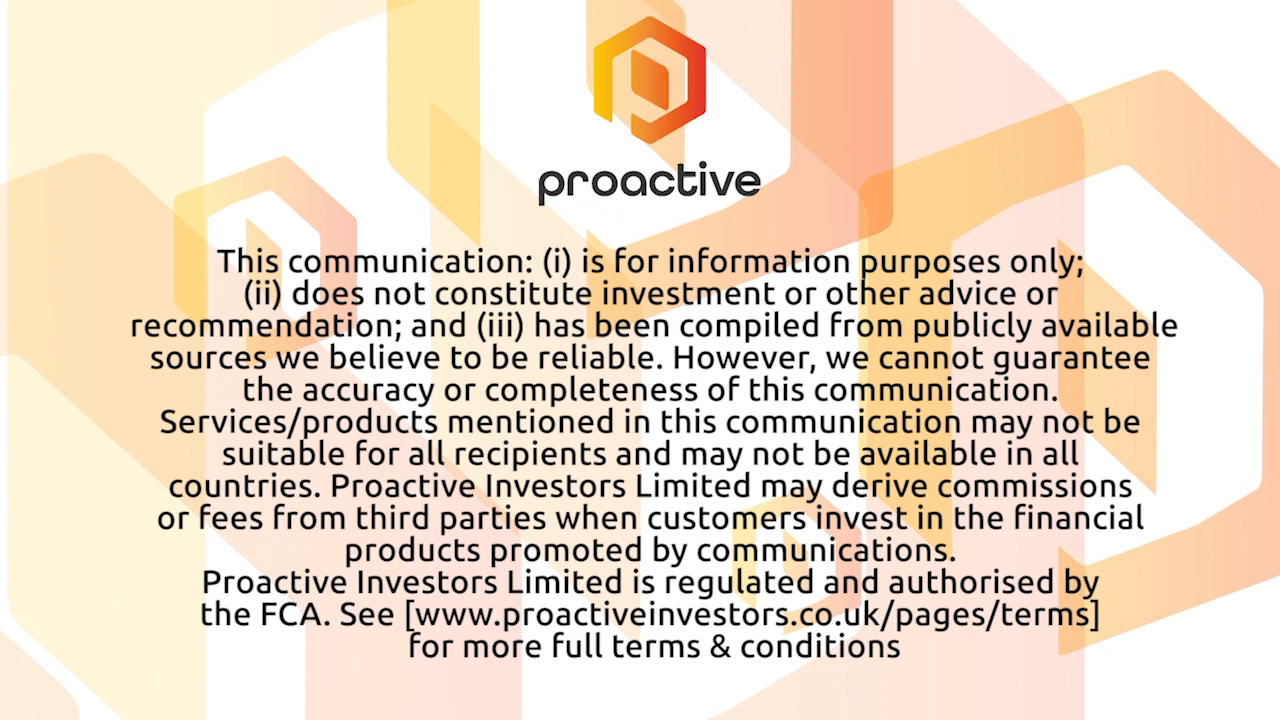 proactive
This communication: (i) is for information purposes only;
(ii) does not constitute investment or other advice or
recommendation; and (iii) has been compiled from publicly available
sources we believe to be reliable. However, we cannot guarantee
the accuracy or completeness of this communication.
Services/products mentioned in this communication may not be
suitable for all recipients and may not be available in all
countries. Proactive Investors Limited may derive commissions
or fees from third parties when customers invest in the financial
products promoted by communications.
Proactive Investors Limited is regulated and authorised by
the FCA. See [www.proactiveinvestors.co.uk/pages/terms]
for more full terms & conditions